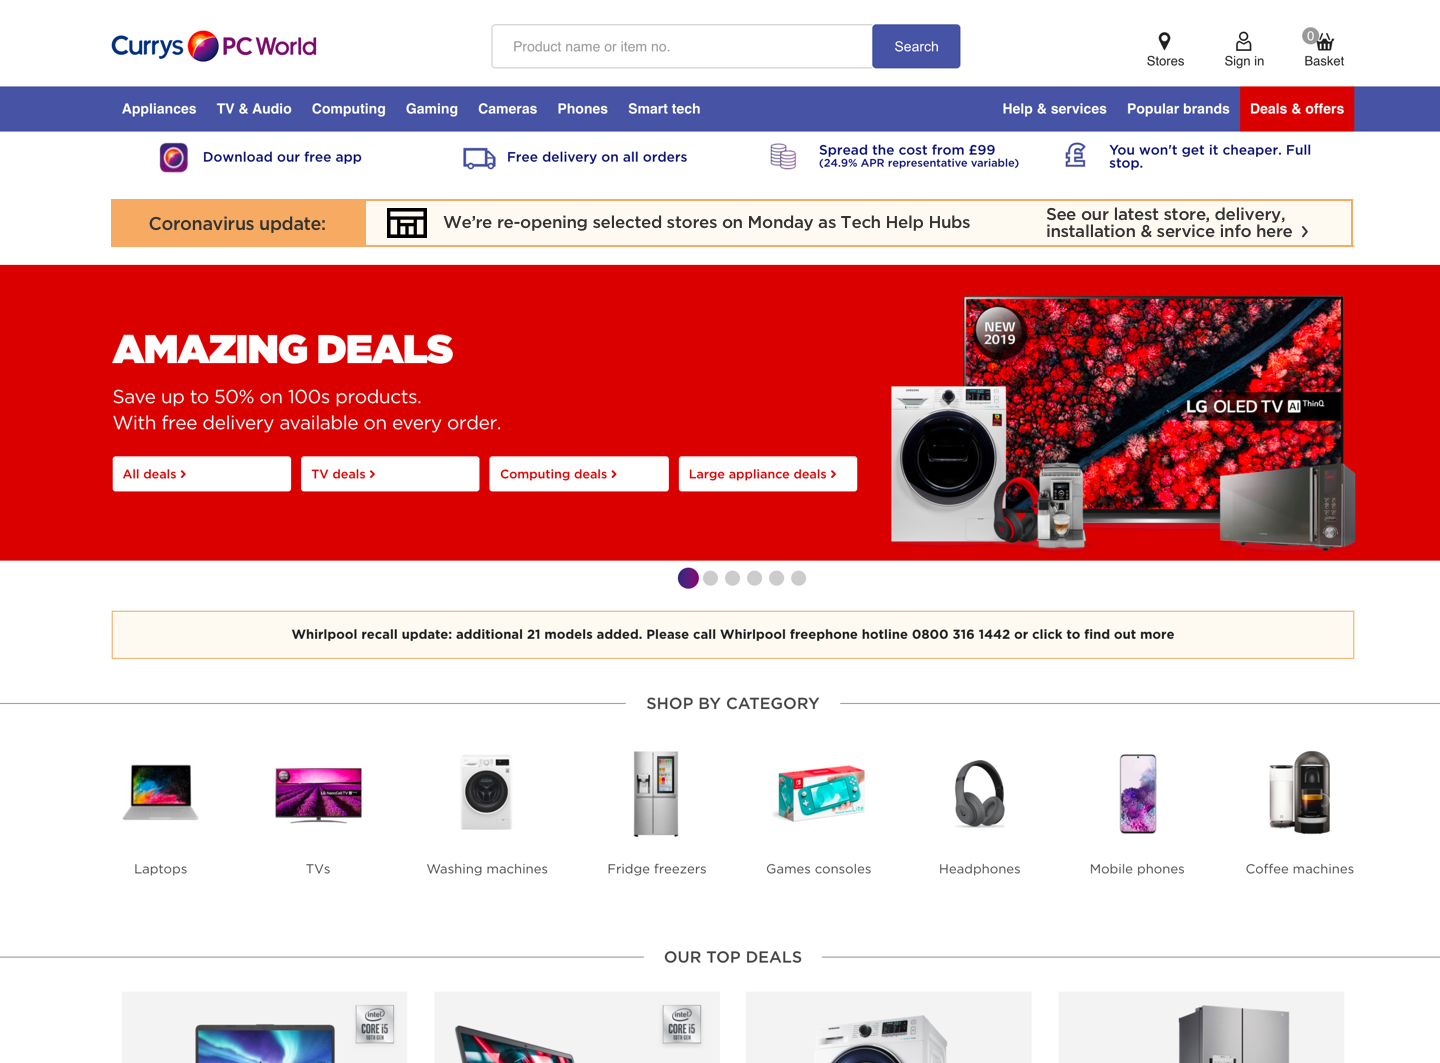 Currys PC World
Product name or item no.
Search
Stores
Sign in
0
Basket
Appliances
TV & Audio
Computing
Gaming
Cameras
Phones
Smart tech
Help & services
Popular brands
Deals & offers
Download our free app
Free delivery on all orders
Spread the cost from £99
(24.9% APR representative variable)
You won't get it cheaper. Full
stop.
Coronavirus update:
We’re re-opening selected stores on Monday as Tech Help Hubs
See our latest store, delivery,
installation & service info here
AMAZING DEALS
Save up to 50% on 100s products.
With free delivery available on every order.
All deals
TV deals
Computing deals
Large appliance deals
NEW
2019
LG OLED TV AI ThinQ
SAMSUNG
Whirlpool recall update: additional 21 models added. Please call Whirlpool freephone hotline 0800 316 1442 or click to find out more
SHOP BY CATEGORY
Laptops
TVs
Washing machines
Fridge freezers
Games consoles
Headphones
Mobile phones
Coffee machines
OUR TOP DEALS
intel
CORE i5
10TH GEN
intel
CORE i5
10TH GEN